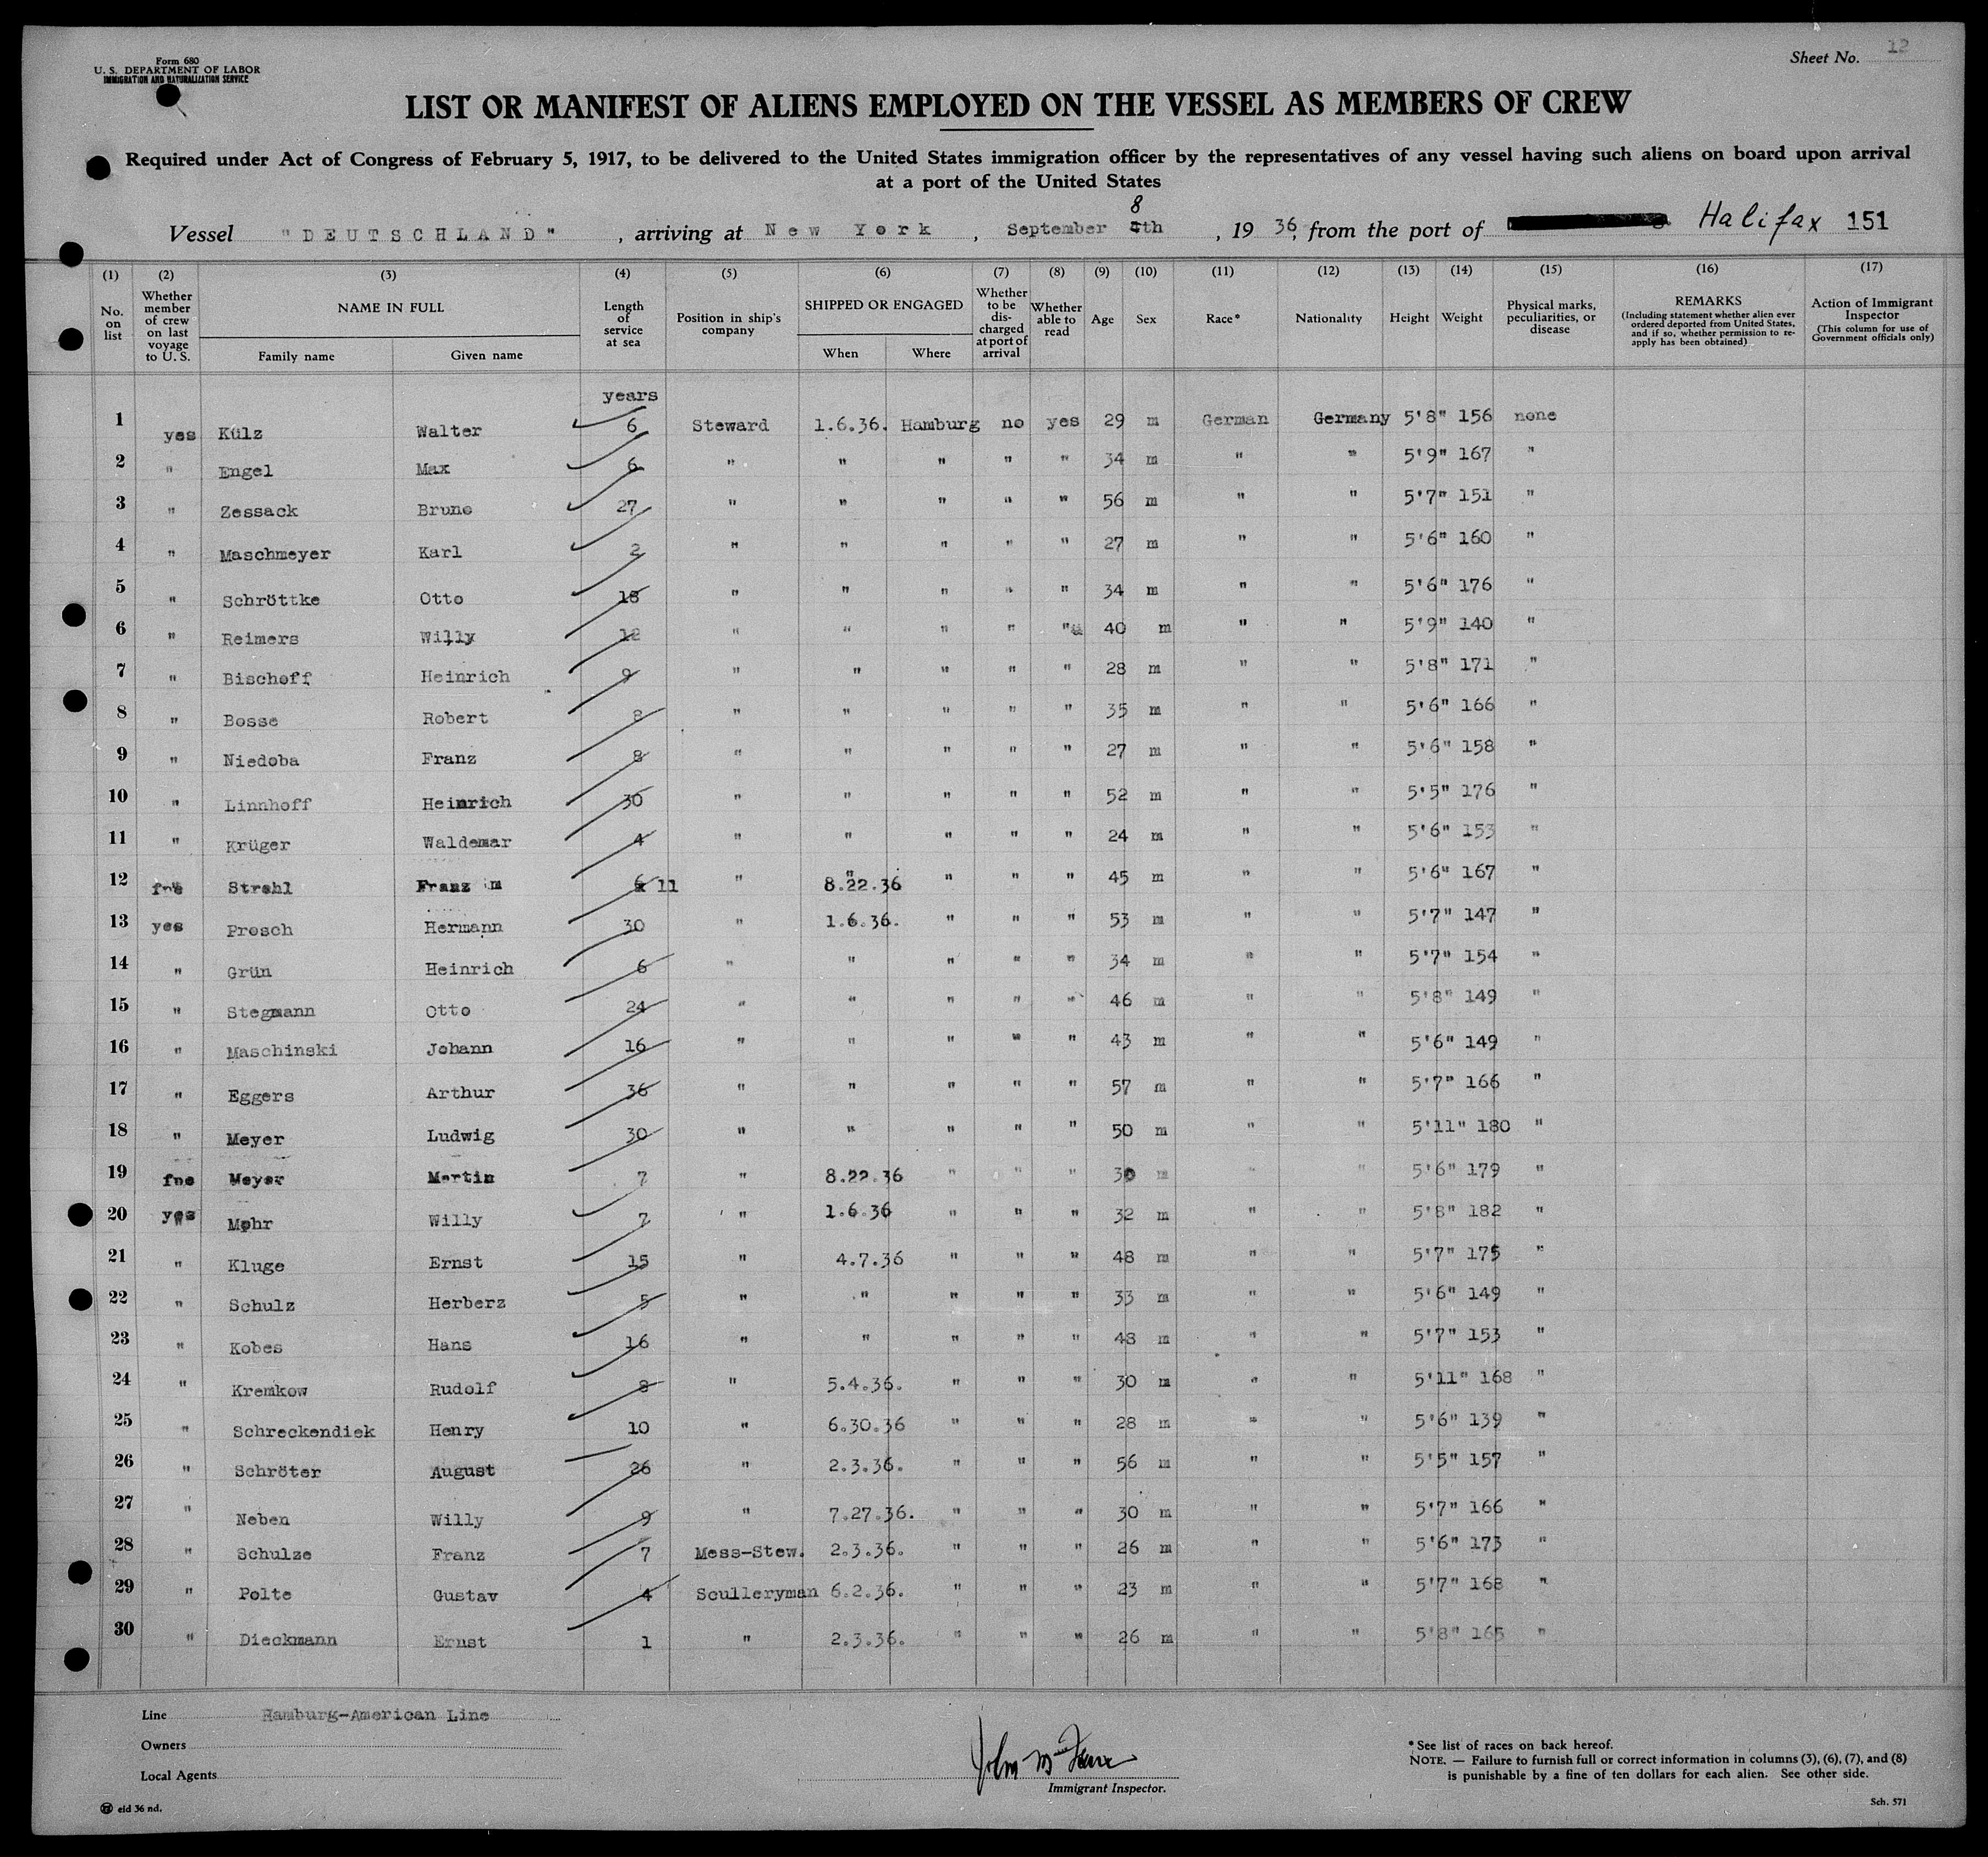 Form 680
U. S. DEPARTMENT OF LABOR
IMMIGRATION AND NATURALIZATION SERVICE
Sheet No. 12
LIST OR MANIFEST OF ALIENS EMPLOYED ON THE VESSEL AS MEMBERS OF CREW
Required under Act of Congress of February 5, 1917, to be delivered to the United States immigration officer by the representatives of any vessel having such aliens on board upon arrival
at a port of the United States
Vessel "DEUTSCHLAND", arriving at New York, September 8th, 1936, from the port of Halifax 151
(1) (2) (3) (4) (5) (6) (7) (8) (9) (10) (11) (12) (13) (14) (15) (16) (17)
No. on list
Whether member of crew on last voyage to U. S.
NAME IN FULL
Family name
Given name
Length of service at sea
Position in ship's company
SHIPPED OR ENGAGED
When
Where
Whether to be discharged at port of arrival
Whether able to read
Age
Sex
Race*
Nationality
Height
Weight
Physical marks, peculiarities, or disease
REMARKS
(Including statement whether alien ever ordered deported from United States, and if so, whether permission to re-apply has been obtained)
Action of Immigrant Inspector
(This column for use of Government officials only)
years
1 yes Külz Walter 6 Steward 1.6.36. Hamburg no yes 29 m German Germany 5'8" 156 none
2 " Engel Max 6 " " " " " 34 m " " 5'9" 167 "
3 " Zessack Bruno 27 " " " " " 56 m " " 5'7" 151 "
4 " Maschmeyer Karl 2 " " " " " 27 m " " 5'6" 160 "
5 " Schröttke Otto 18 " " " " " 34 m " " 5'6" 176 "
6 " Reimers Willy 12 " " " " " 40 m " " 5'9" 140 "
7 " Bischoff Heinrich 9 " " " " " 28 m " " 5'8" 171 "
8 " Bosse Robert 8 " " " " " 35 m " " 5'6" 166 "
9 " Niedoba Franz 8 " " " " " 27 m " " 5'6" 158 "
10 " Linnhoff Heinrich 30 " " " " " 52 m " " 5'5" 176 "
11 " Krüger Waldemar 4 " " " " " 24 m " " 5'6" 153 "
12 Strohl Franz 11 " 8.22.36 " " " 45 m " " 5'6" 167 "
13 yes Prosch Hermann 30 " 1.6.36. " " " 53 m " " 5'7" 147 "
14 " Grün Heinrich 6 " " " " " 34 m " " 5'7" 154 "
15 " Stegmann Otto 24 " " " " " 46 m " " 5'8" 149 "
16 " Maschinski Johann 16 " " " " " 43 m " " 5'6" 149 "
17 " Eggers Arthur 36 " " " " " 57 m " " 5'7" 166 "
18 " Meyer Ludwig 30 " " " " " 50 m " " 5'11" 180 "
19 fne Meyer Martin 7 " 8.22.36 " " " 30 m " " 5'6" 179 "
20 yes Mohr Willy 7 " 1.6.36 " " " 32 m " " 5'8" 182 "
21 " Kluge Ernst 15 " 4.7.36 " " " 48 m " " 5'7" 175 "
22 " Schulz Herberz 5 " " " " " 33 m " " 5'6" 149 "
23 " Kobes Hans 16 " " " " " 48 m " " 5'7" 153 "
24 " Kremkow Rudolf 8 " 5.4.36. " " " 30 m " " 5'11" 168 "
25 " Schreckendiek Henry 10 " 6.30.36 " " " 28 m " " 5'6" 139 "
26 " Schröter August 26 " 2.3.36. " " " 56 m " " 5'5" 157 "
27 " Neben Willy 9 " 7.27.36. " " " 30 m " " 5'7" 166 "
28 " Schulze Franz 7 Mess-Stew. 2.3.36. " " " 26 m " " 5'6" 173 "
29 " Polte Gustav 4 Sculleryman 6.2.36. " " " 23 m " " 5'7" 168 "
30 " Dieckmann Ernst 1 " 2.3.36. " " " 26 m " " 5'8" 165 "
Line Hamburg-American Line
Owners
Local Agents
John
Immigrant Inspector.
* See list of races on back hereof.
NOTE. — Failure to furnish full or correct information in columns (3), (6), (7), and (8)
is punishable by a fine of ten dollars for each alien. See other side.
eid 36 nd.
Sch. 571